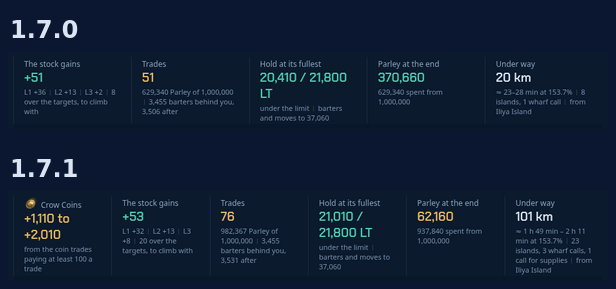 1.7.0
The stock gains
+51
L1 +36 | L2 +13 | L3 +2 | 8
over the targets, to climb
with
Trades
51
629,340 Parley of 1,000,000
| 3,455 barters behind you,
3,506 after
Hold at its fullest
20,410 / 21,800
LT
under the limit | barters
and moves to 37,060
Parley at the end
370,660
629,340 spent from
1,000,000
Under way
20 km
≈ 23–28 min at 153.7% | 8
islands, 1 wharf call | from
Iliya Island
1.7.1
Crow Coins
+1,110 to
+2,010
from the coin trades
paying at least 100 a
trade
The stock gains
+53
L1 +32 | L2 +13 | L3
+8 | 20 over the
targets, to climb with
Trades
76
982,367 Parley of
1,000,000 | 3,455
barters behind you,
3,531 after
Hold at its fullest
21,010 /
21,800 LT
under the limit |
barters and moves to
37,060
Parley at the end
62,160
937,840 spent from
1,000,000
Under way
101 km
≈ 1 h 49 min – 2 h 11
min at 153.7% | 23
islands, 3 wharf calls, 1
call for supplies | from
Iliya Island